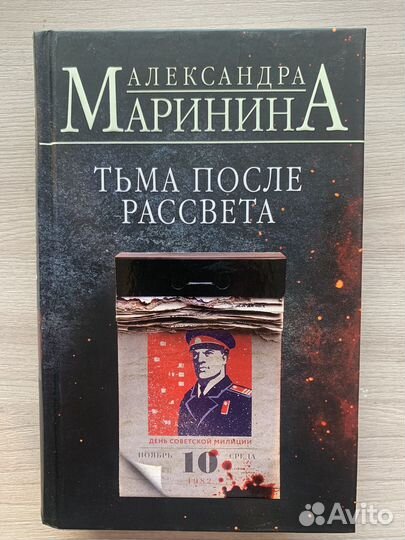 АЛЕКСАНДРА
МАРИНИНА
ТЬМА ПОСЛЕ
РАССВЕТА
ДЕНЬ СОВЕТСКОЙ МИЛИЦИИ
НОЯБРЬ 10 СРЕДА
1982
Avito